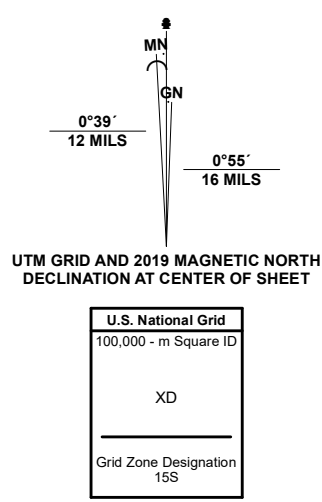 MN
GN
0°39´
12 MILS
0°55´
16 MILS
UTM GRID AND 2019 MAGNETIC NORTH
DECLINATION AT CENTER OF SHEET
U.S. National Grid
100,000 - m Square ID
XD
Grid Zone Designation
15S